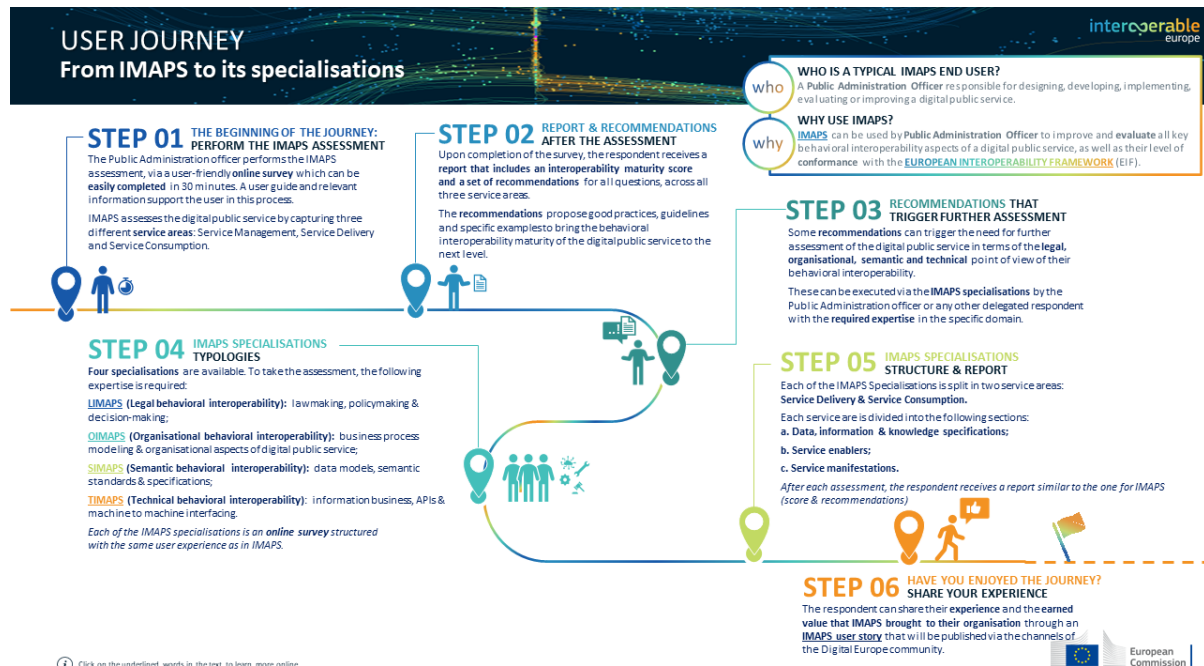 USER JOURNEY
From IMAPS to its specialisations
interoperable
europe
who
WHO IS A TYPICAL IMAPS END USER?
A Public Administration Officer responsible for designing, developing, implementing,
evaluating or improving a digital public service.
why
WHY USE IMAPS?
IMAPS can be used by Public Administration Officer to improve and evaluate all key
behavioral interoperability aspects of a digital public service, as well as their level of
conformance with the EUROPEAN INTEROPERABILITY FRAMEWORK (EIF).
STEP 01
THE BEGINNING OF THE JOURNEY:
PERFORM THE IMAPS ASSESSMENT
The Public Administration officer performs the IMAPS
assessment, via a user-friendly online survey which can be
easily completed in 30 minutes. A user guide and relevant
information support the user in this process.
IMAPS assesses the digital public service by capturing three
different service areas: Service Management, Service Delivery
and Service Consumption.
STEP 02
REPORT & RECOMMENDATIONS
AFTER THE ASSESSMENT
Upon completion of the survey, the respondent receives a
report that includes an interoperability maturity score
and a set of recommendations for all questions, across all
three service areas.
The recommendations propose good practices, guidelines
and specific examples to bring the behavioral
interoperability maturity of the digital public service to the
next level.
STEP 03
RECOMMENDATIONS THAT
TRIGGER FURTHER ASSESSMENT
Some recommendations can trigger the need for further
assessment of the digital public service in terms of the legal,
organisational, semantic and technical point of view of their
behavioral interoperability.
These can be executed via the IMAPS specialisations by the
Public Administration officer or any other delegated respondent
with the required expertise in the specific domain.
STEP 04
IMAPS SPECIALISATIONS
TYPOLOGIES
Four specialisations are available. To take the assessment, the following
expertise is required:
LIMAPS (Legal behavioral interoperability): lawmaking, policymaking &
decision-making;
OIMAPS (Organisational behavioral interoperability): business process
modeling & organisational aspects of digital public service;
SIMAPS (Semantic behavioral interoperability): data models, semantic
standards & specifications;
TIMAPS (Technical behavioral interoperability): information business, APIs &
machine to machine interfacing.
Each of the IMAPS specialisations is an online survey structured
with the same user experience as in IMAPS.
STEP 05
IMAPS SPECIALISATIONS
STRUCTURE & REPORT
Each of the IMAPS Specialisations is split in two service areas:
Service Delivery & Service Consumption.
Each service are is divided into the following sections:
a. Data, information & knowledge specifications;
b. Service enablers;
c. Service manifestations.
After each assessment, the respondent receives a report similar to the one for IMAPS
(score & recommendations)
STEP 06
HAVE YOU ENJOYED THE JOURNEY?
SHARE YOUR EXPERIENCE
The respondent can share their experience and the earned
value that IMAPS brought to their organisation through an
IMAPS user story that will be published via the channels of
the Digital Europe community.
i Click on the underlined words in the text to learn more online
European
Commission